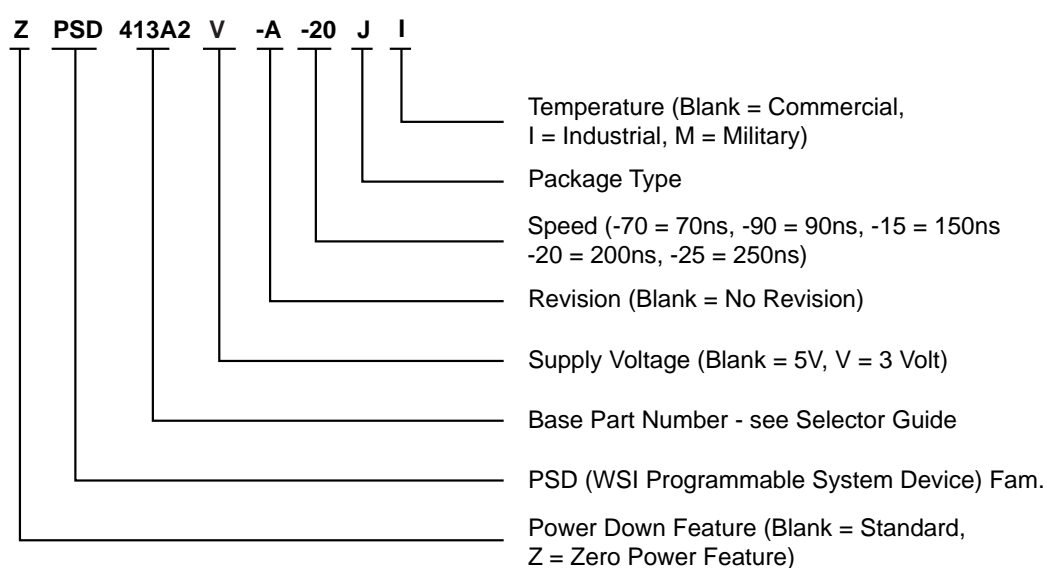 Z PSD 413A2 V -A -20 J I
Temperature (Blank = Commercial,
I = Industrial, M = Military)
Package Type
Speed (-70 = 70ns, -90 = 90ns, -15 = 150ns
-20 = 200ns, -25 = 250ns)
Revision (Blank = No Revision)
Supply Voltage (Blank = 5V, V = 3 Volt)
Base Part Number - see Selector Guide
PSD (WSI Programmable System Device) Fam.
Power Down Feature (Blank = Standard,
Z = Zero Power Feature)